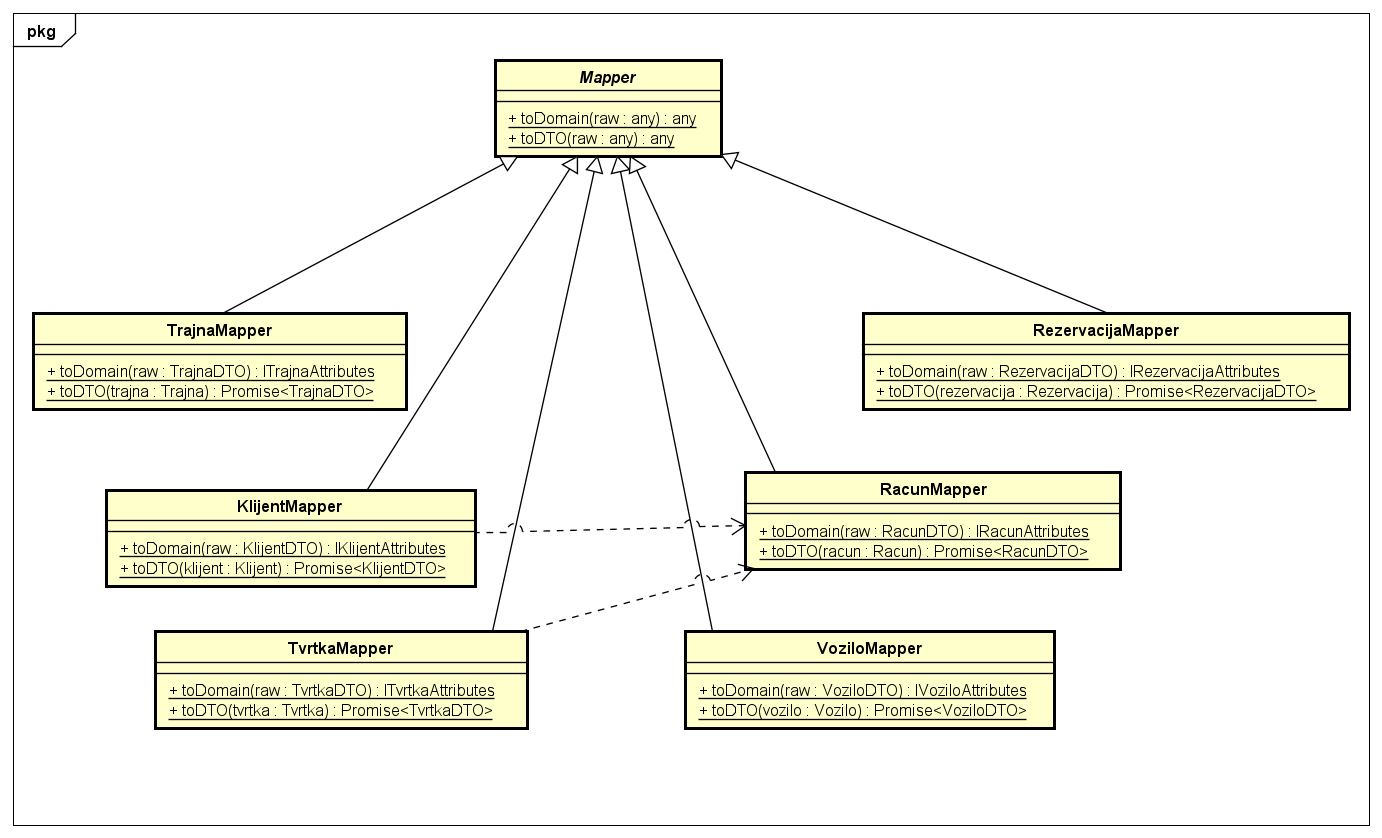 pkg
Mapper
+ toDomain(raw : any) : any
+ toDTO(raw : any) : any
TrajnaMapper
+ toDomain(raw : TrajnaDTO) : ITrajnaAttributes
+ toDTO(trajna : Trajna) : Promise<TrajnaDTO>
RezervacijaMapper
+ toDomain(raw : RezervacijaDTO) : IRezervacijaAttributes
+ toDTO(rezervacija : Rezervacija) : Promise<RezervacijaDTO>
KlijentMapper
+ toDomain(raw : KlijentDTO) : IKlijentAttributes
+ toDTO(klijent : Klijent) : Promise<KlijentDTO>
RacunMapper
+ toDomain(raw : RacunDTO) : IRacunAttributes
+ toDTO(racun : Racun) : Promise<RacunDTO>
TvrtkaMapper
+ toDomain(raw : TvrtkaDTO) : ITvrtkaAttributes
+ toDTO(tvrtka : Tvrtka) : Promise<TvrtkaDTO>
VoziloMapper
+ toDomain(raw : VoziloDTO) : IVoziloAttributes
+ toDTO(vozilo : Vozilo) : Promise<VoziloDTO>